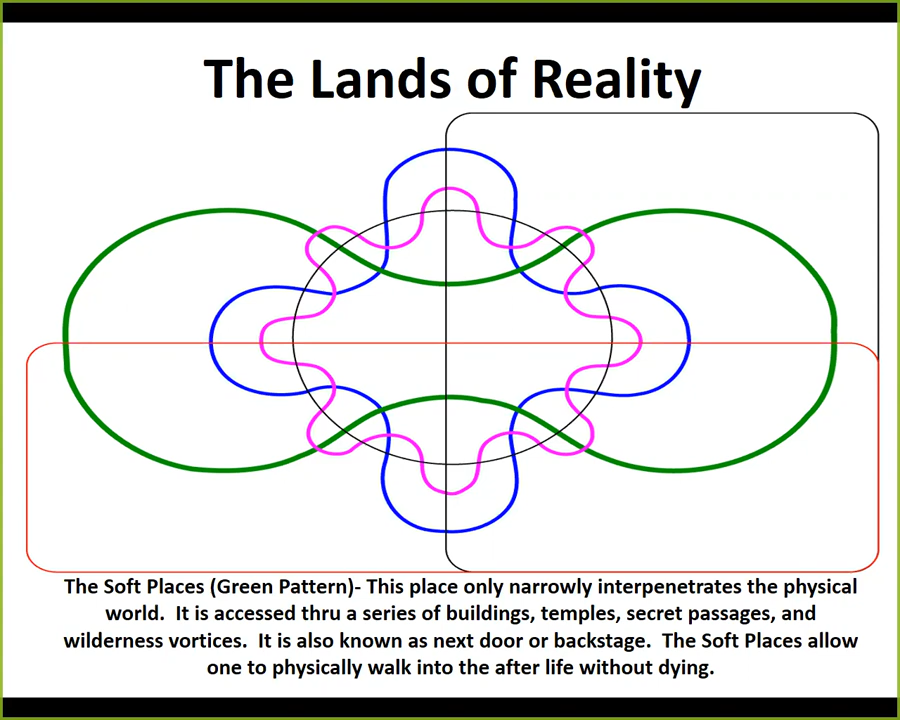 The Lands of Reality
The Soft Places (Green Pattern)- This place only narrowly interpenetrates the physical
world.  It is accessed thru a series of buildings, temples, secret passages, and
wilderness vortices.  It is also known as next door or backstage.  The Soft Places allow
one to physically walk into the after life without dying.